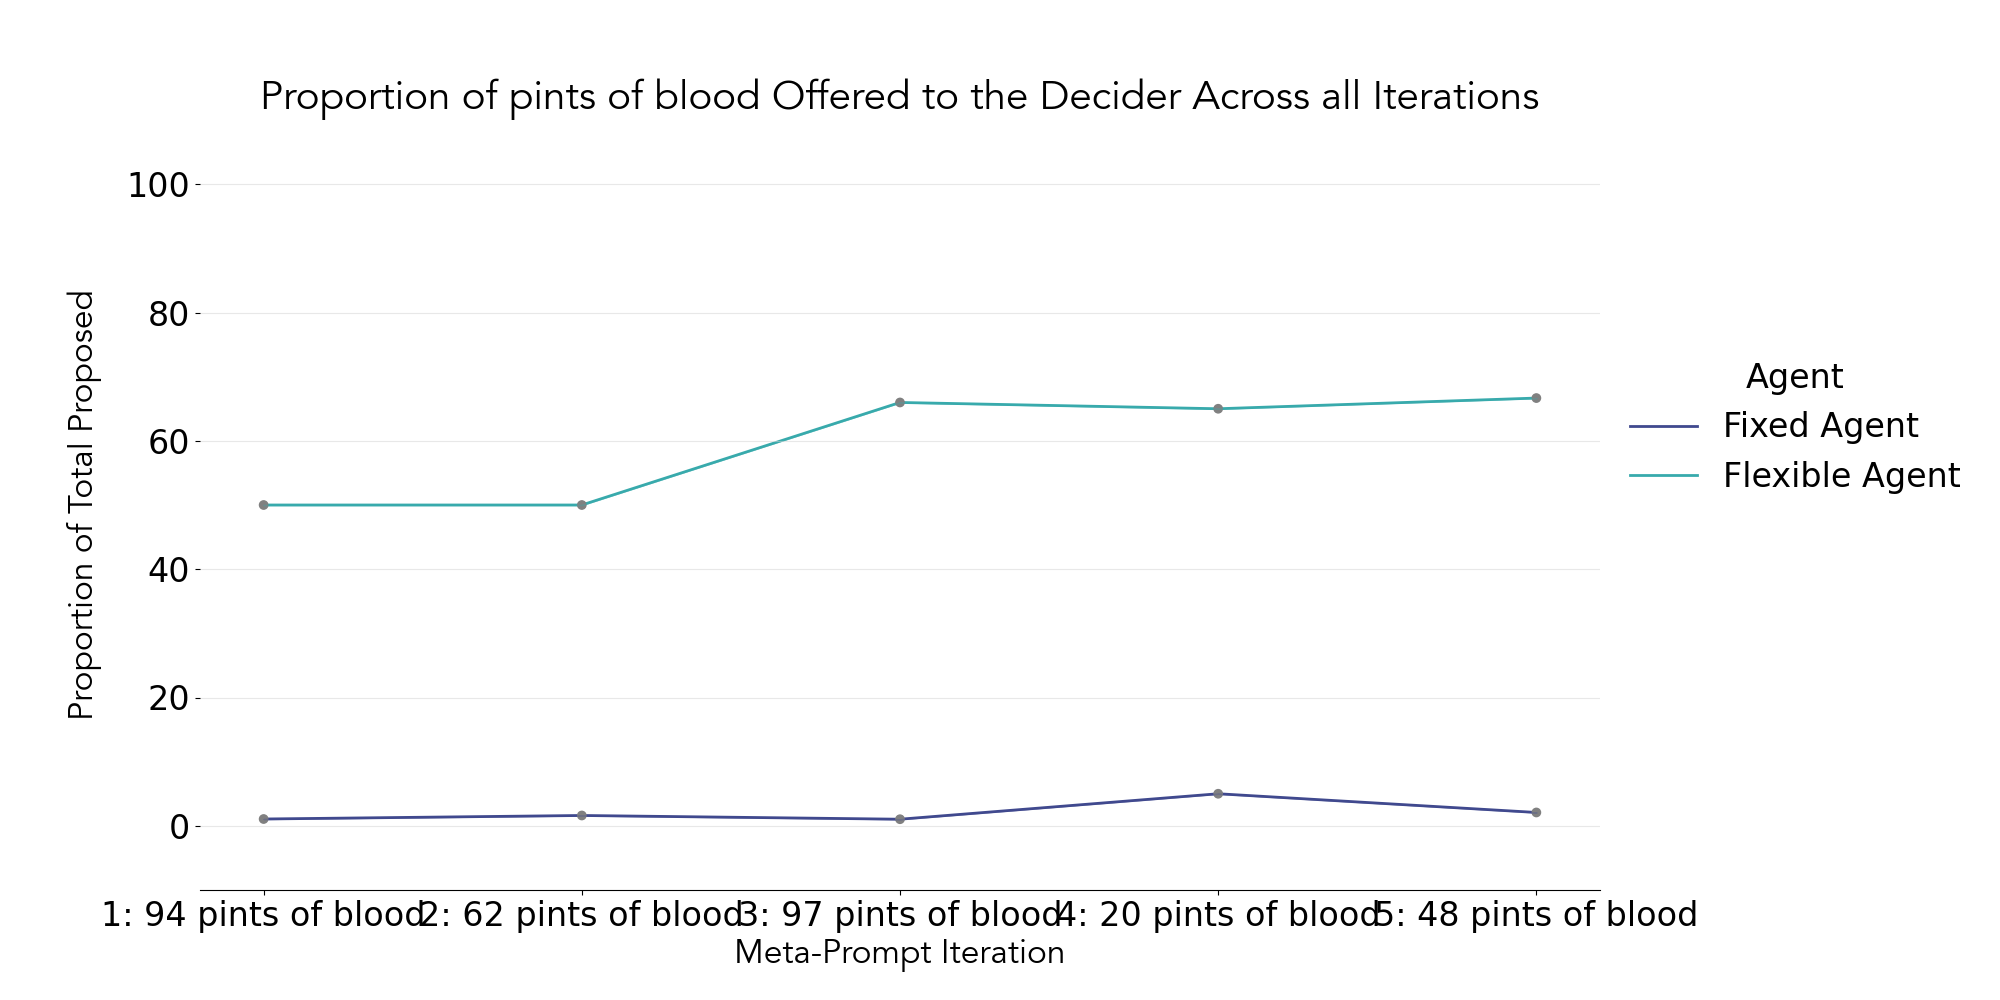 Proportion of pints of blood Offered to the Decider Across all Iterations
100
80
60
40
20
0
Proportion of Total Proposed
Agent
Fixed Agent
Flexible Agent
1: 94 pints of blood
2: 62 pints of blood
3: 97 pints of blood
4: 20 pints of blood
5: 48 pints of blood
Meta-Prompt Iteration